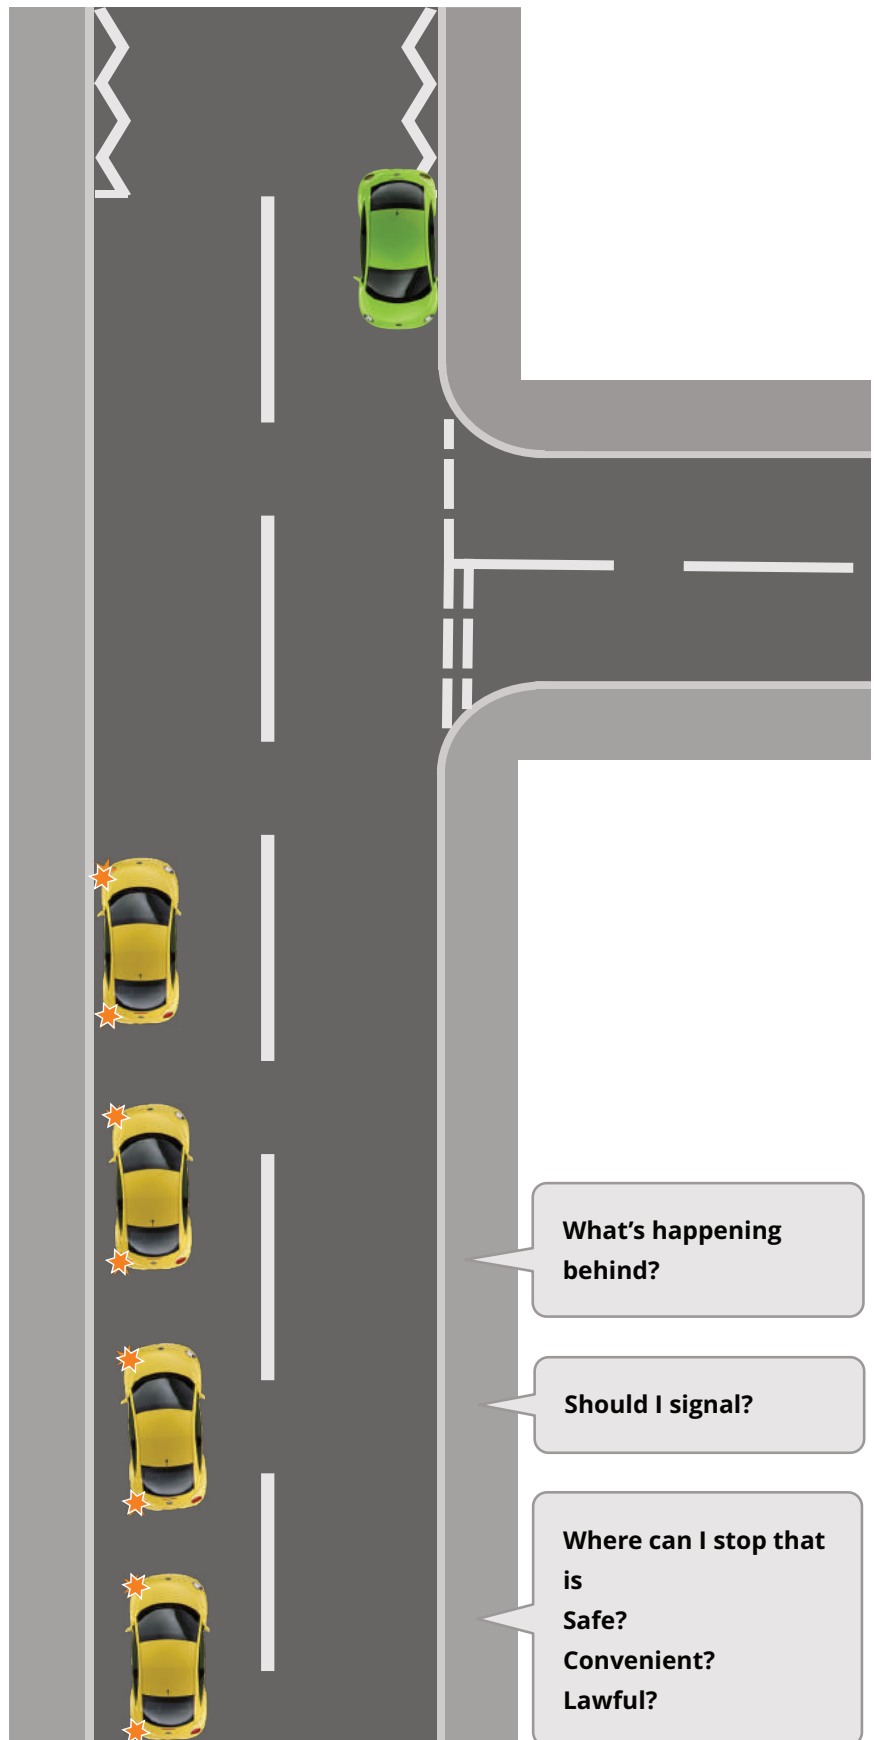 What’s happening
behind?
Should I signal?
Where can I stop that
is
Safe?
Convenient?
Lawful?